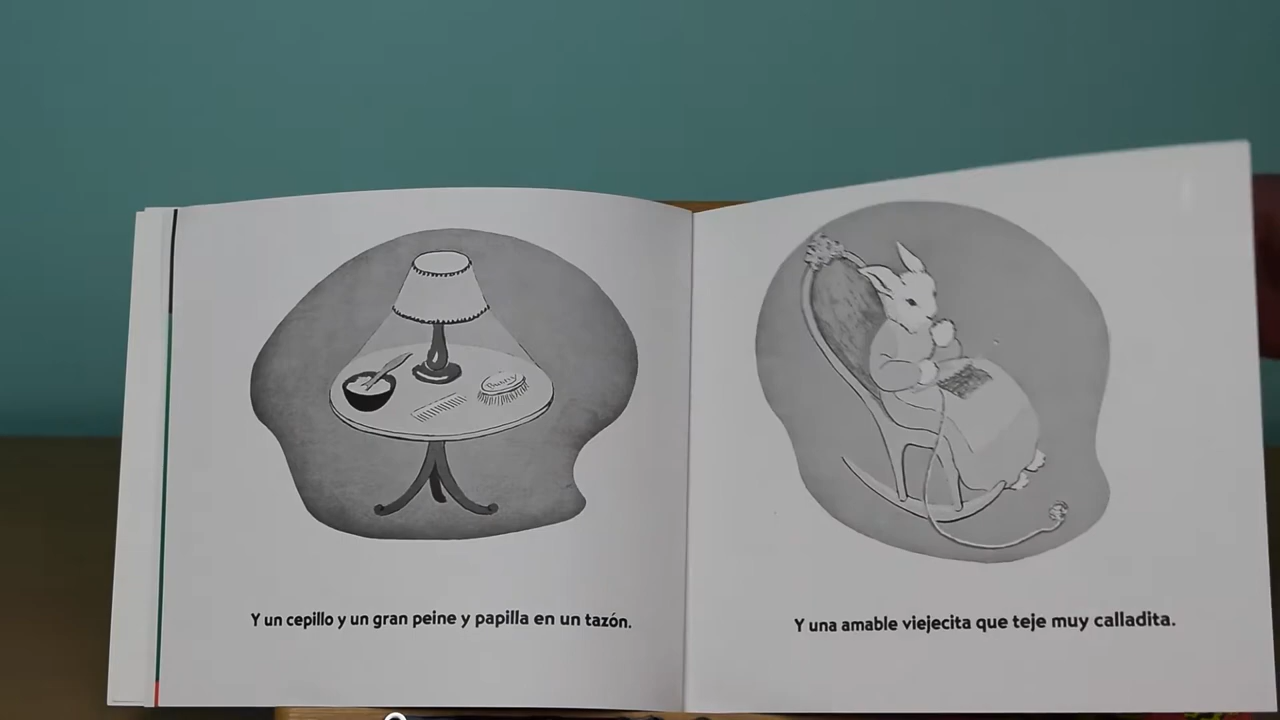 Y un cepillo y un gran peine y papilla en un tazón.
Y una amable viejecita que teje muy calladita.